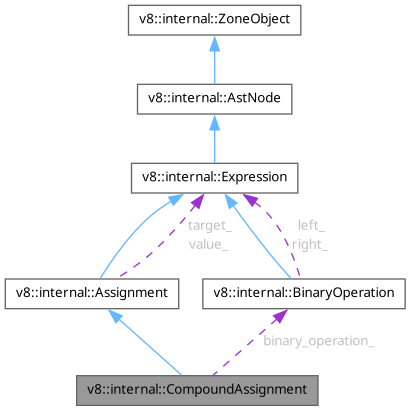 v8::internal::ZoneObject
v8::internal::AstNode
v8::internal::Expression
target_
value_
left_
right_
v8::internal::Assignment
v8::internal::BinaryOperation
binary_operation_
v8::internal::CompoundAssignment